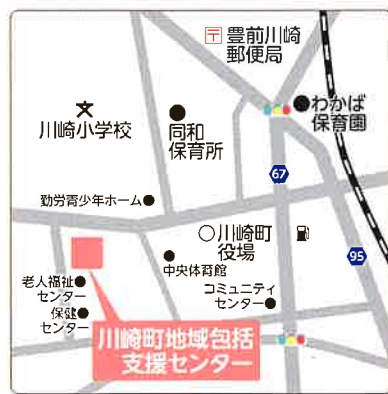 豊前川崎
郵便局
わかば
保育園
川崎小学校
同和
保育所
67
勤労青少年ホーム
川崎町
役場
95
中央体育館
老人福祉
センター
コミュニティ
センター
保健
センター
川崎町地域包括
支援センター